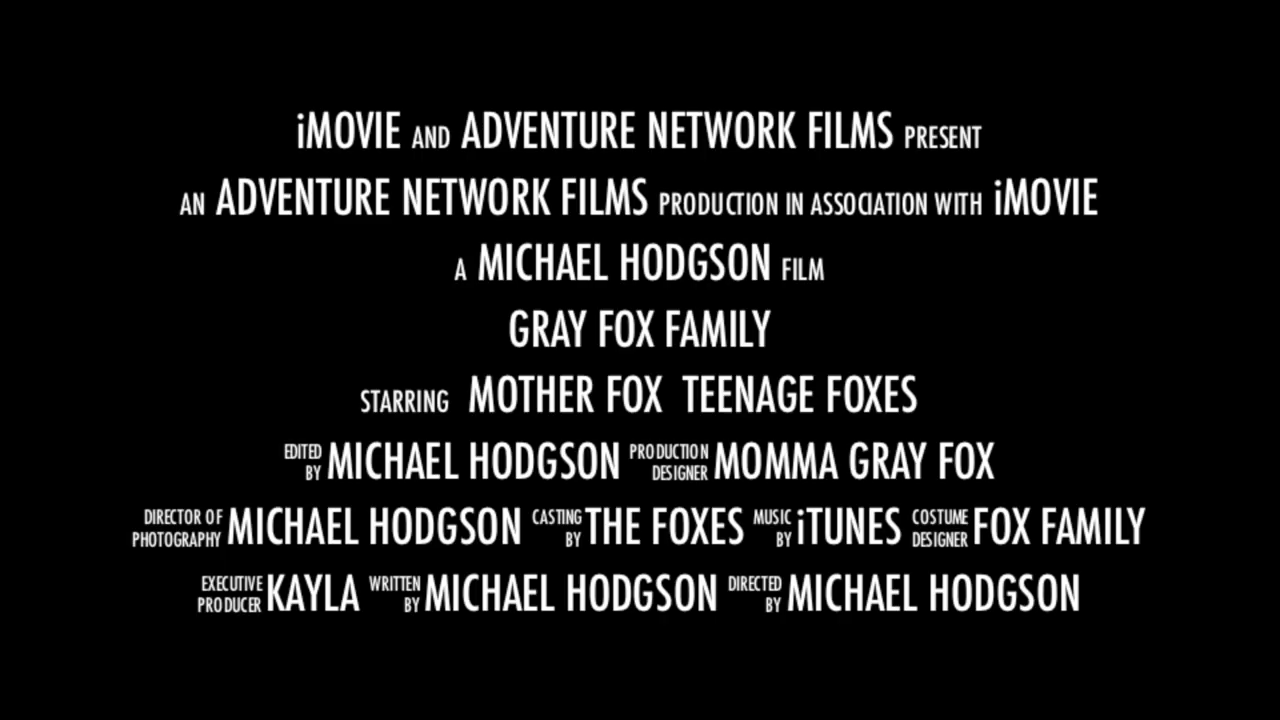 iMOVIE AND ADVENTURE NETWORK FILMS PRESENT
AN ADVENTURE NETWORK FILMS PRODUCTION IN ASSOCIATION WITH iMOVIE
A MICHAEL HODGSON FILM
GRAY FOX FAMILY
STARRING MOTHER FOX TEENAGE FOXES
EDITED BY MICHAEL HODGSON PRODUCTION DESIGNER MOMMA GRAY FOX
DIRECTOR OF PHOTOGRAPHY MICHAEL HODGSON CASTING BY THE FOXES MUSIC BY iTUNES COSTUME DESIGNER FOX FAMILY
EXECUTIVE PRODUCER KAYLA WRITTEN BY MICHAEL HODGSON DIRECTED BY MICHAEL HODGSON